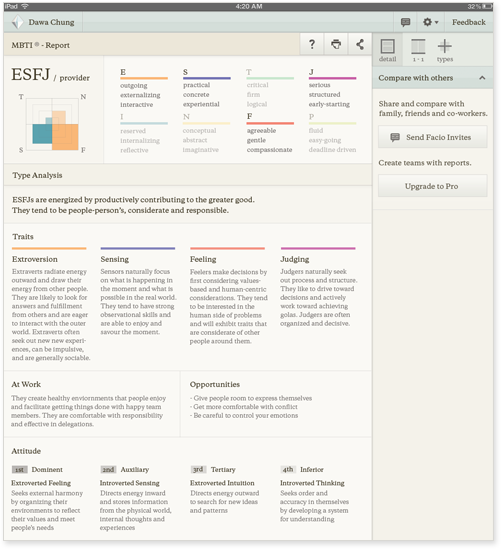 iPad
4:20 AM
32%
Dawa Chung
Feedback
MBTI ® - Report
?
detail
1 - 1
types
ESFJ / provider
T
N
S
F
E
outgoing
externalizing
interactive
S
practical
concrete
experiential
T
critical
firm
logical
J
serious
structured
early-starting
I
reserved
internalizing
reflective
N
conceptual
abstract
imaginative
F
agreeable
gentle
compassionate
P
fluid
easy-going
deadline driven
Compare with others
Share and compare with
family, friends and co-workers.
Send Facio Invites
Create teams with reports.
Upgrade to Pro
Type Analysis
ESFJs are energized by productively contributing to the greater good.
They tend to be people-person's, considerate and responsible.
Traits
Extroversion
Extraverts radiate energy
outward and draw their
energy from other people.
They are likely to look for
answers and fulfillment
from others and are eager
to interact with the outer
world. Extraverts often
seek out new new experi-
ences, can be impulsive,
and are generally sociable.
Sensing
Sensors naturally focus
on what is happening in
the moment and what is
possible in the real world.
They tend to have strong
observational skills and
are able to enjoy and
savour the moment.
Feeling
Feelers make decisions by
first considering values-
based and human-centric
considerations. They tend
to be interested in the
human side of problems
and will exhibit traits that
are considerate of other
people around them.
Judging
Judgers naturally seek
out process and structure.
They like to drive toward
decisions and actively
work toward achieving
golas. Judgers are often
organized and decisive.
At Work
They create healthy enviornments that people enjoy
and facilitate getting things done with happy team
members. They are comfortable with responsibility
and effective in delegations.
Opportunities
- Give people room to express themselves
- Get more comfortable with conflict
- Be careful to control your emotions
Attitude
1st Dominent
Extroverted Feeling
Seeks external harmony
by organizing their
environments to reflect
their values and meet
people's needs
2nd Auxiliary
Introverted Sensing
Directs energy inward
and stores information
from the physical world,
internal thoughts and
experiences
3rd Tertiary
Extroverted Intuition
Directs energy outward
to search for new ideas
and patterns
4th Inferior
Introverted Thinking
Seeks order and
accuracy in themselves
by developing a system
for understanding